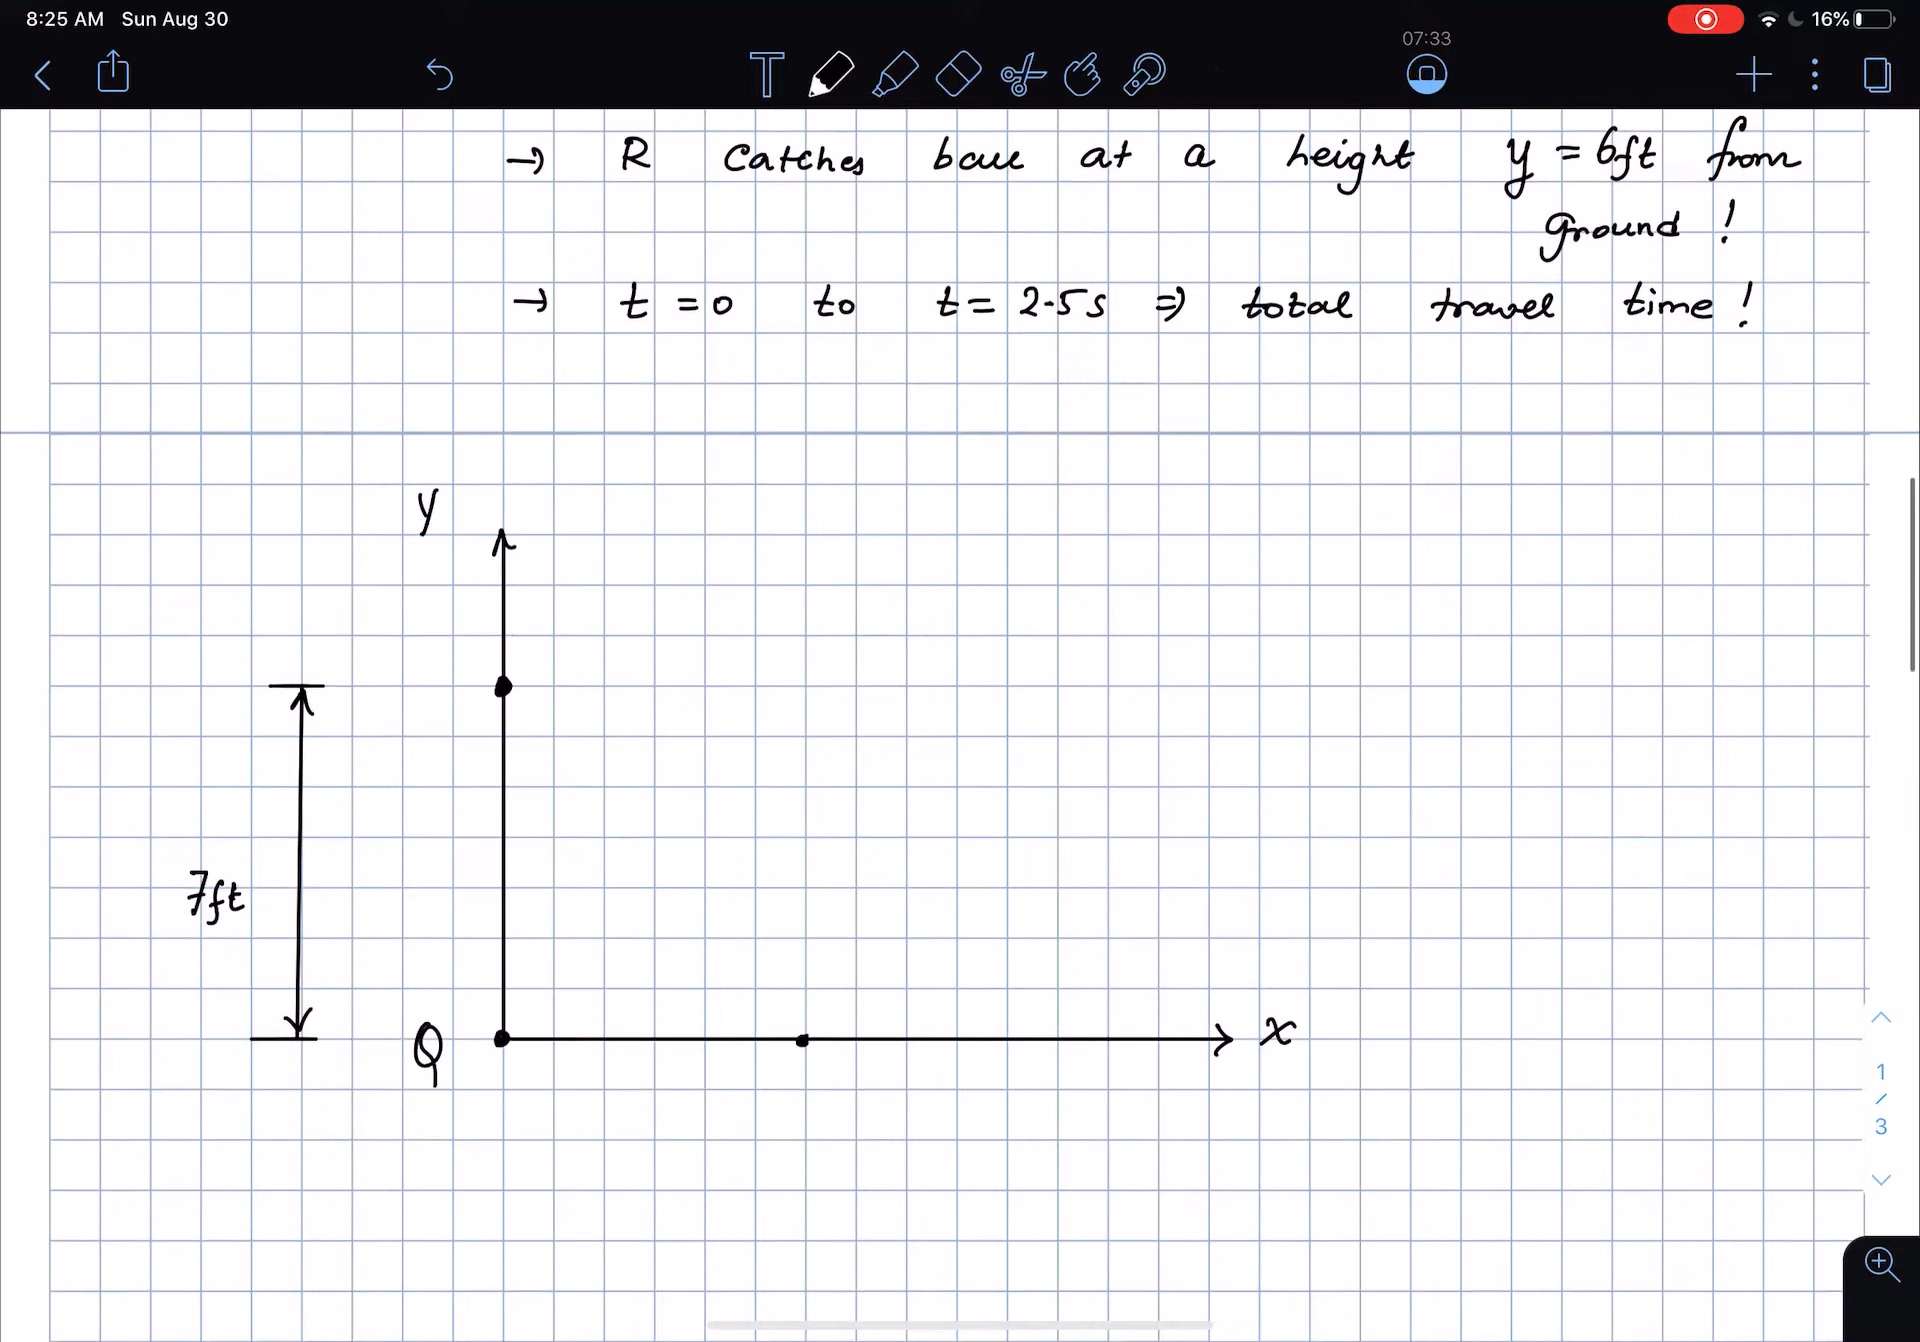 8:25 AM Sun Aug 30
16%
07:33
→ R Catches ball at a height y = 6ft from
ground !
→ t = 0 to t = 2.5s ⇒ total travel time !
y
7ft
Q
x
1
/
3